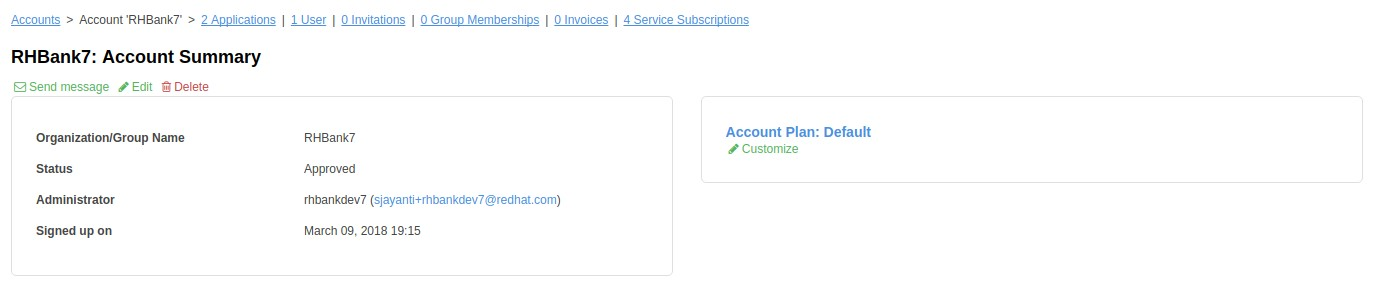 Accounts > Account 'RHBank7' > 2 Applications | 1 User | 0 Invitations | 0 Group Memberships | 0 Invoices | 4 Service Subscriptions
RHBank7: Account Summary
Send message Edit Delete
Organization/Group Name RHBank7
Status Approved
Administrator rhbankdev7 (sjayanti+rhbankdev7@redhat.com)
Signed up on March 09, 2018 19:15
Account Plan: Default
Customize